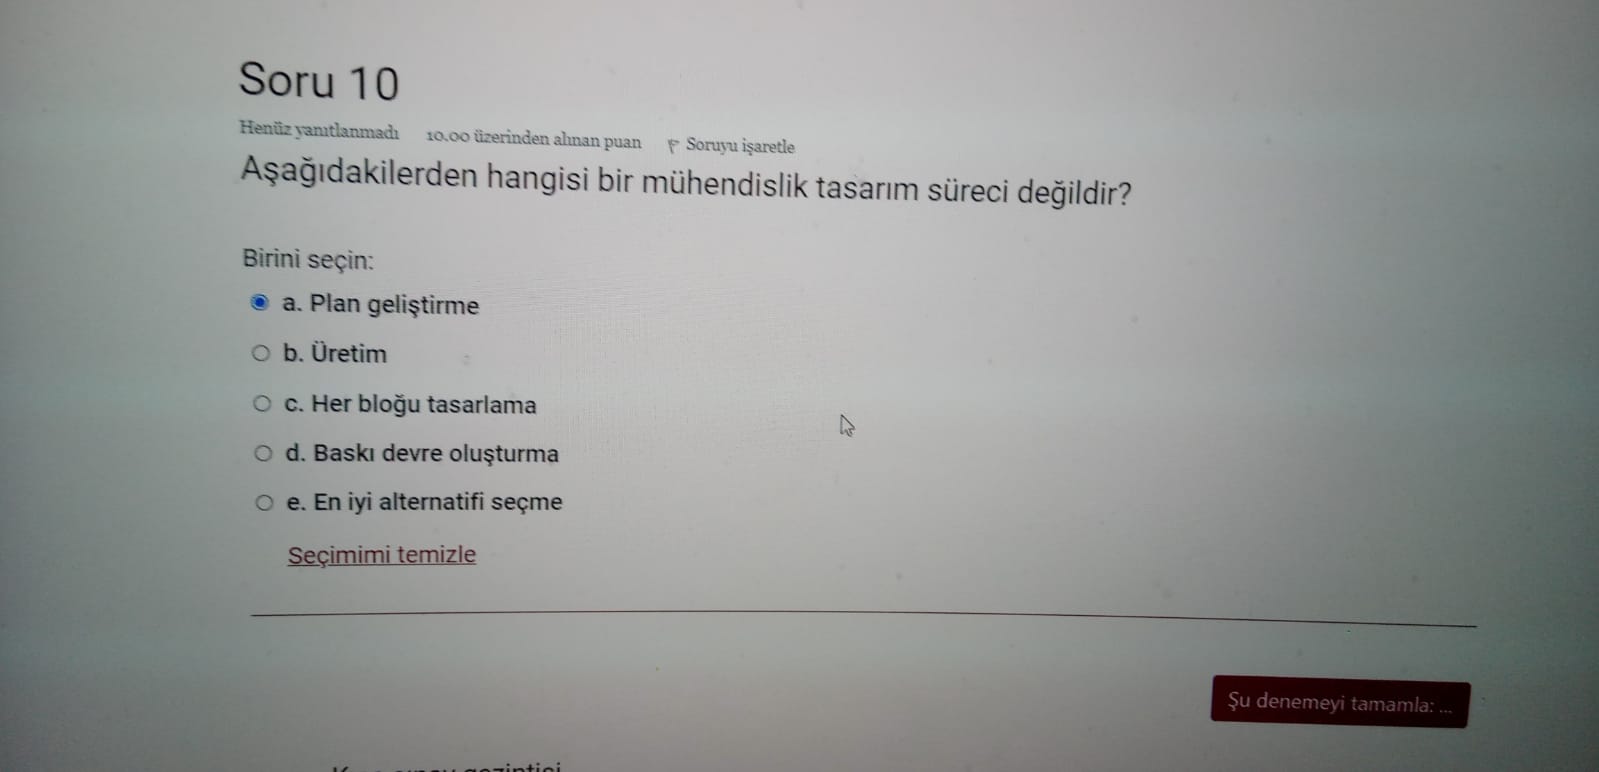 Soru 10
Henüz yanıtlanmadı 10.00 üzerinden alınan puan Soruyu işaretle
Aşağıdakilerden hangisi bir mühendislik tasarım süreci değildir?
Birini seçin:
a. Plan geliştirme
b. Üretim
c. Her bloğu tasarlama
d. Baskı devre oluşturma
e. En iyi alternatifi seçme
Seçimimi temizle
Şu denemeyi tamamla: ...